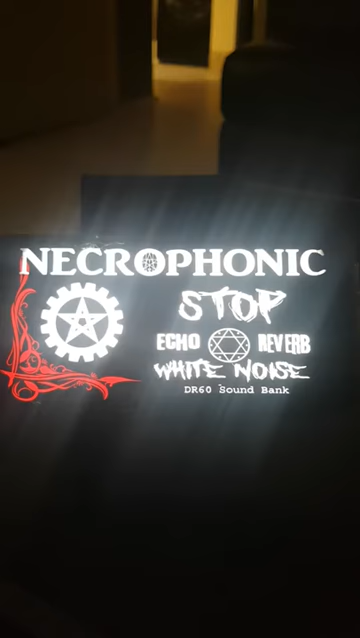 NECROPHONIC
STOP
ECHO REVERB
WHITE NOISE
DR60 Sound Bank